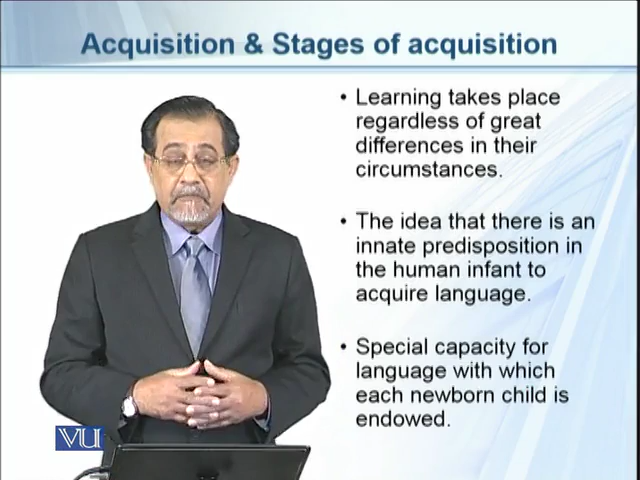 Acquisition & Stages of acquisition
• Learning takes place
regardless of great
differences in their
circumstances.
• The idea that there is an
innate predisposition in
the human infant to
acquire language.
• Special capacity for
language with which
each newborn child is
endowed.
VU